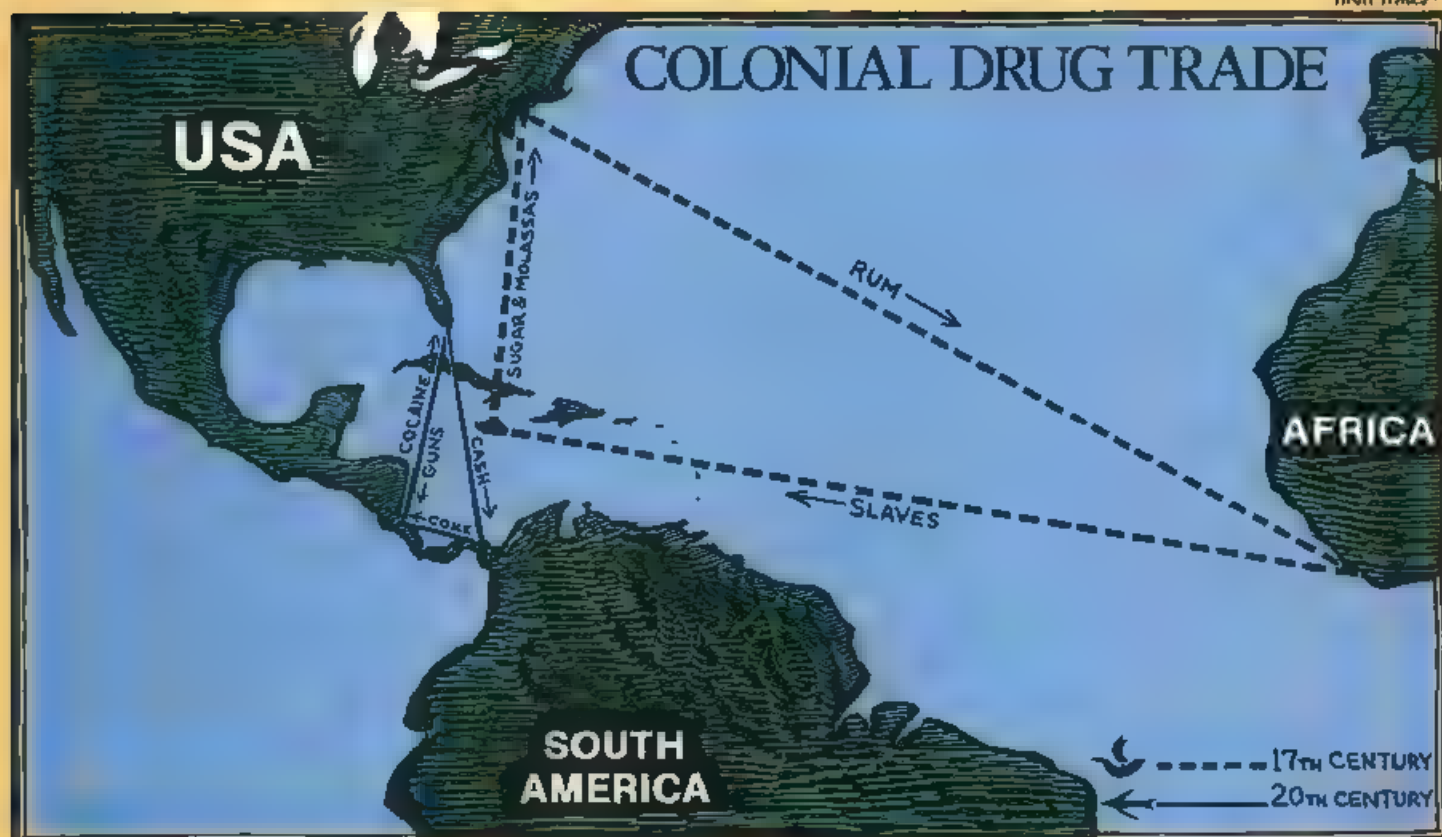 COLONIAL DRUG TRADE
USA
SUGAR & MOLASSAS
RUM
COCAINE
GUNS
CASH
COKE
AFRICA
SLAVES
SOUTH
AMERICA
17TH CENTURY
20TH CENTURY